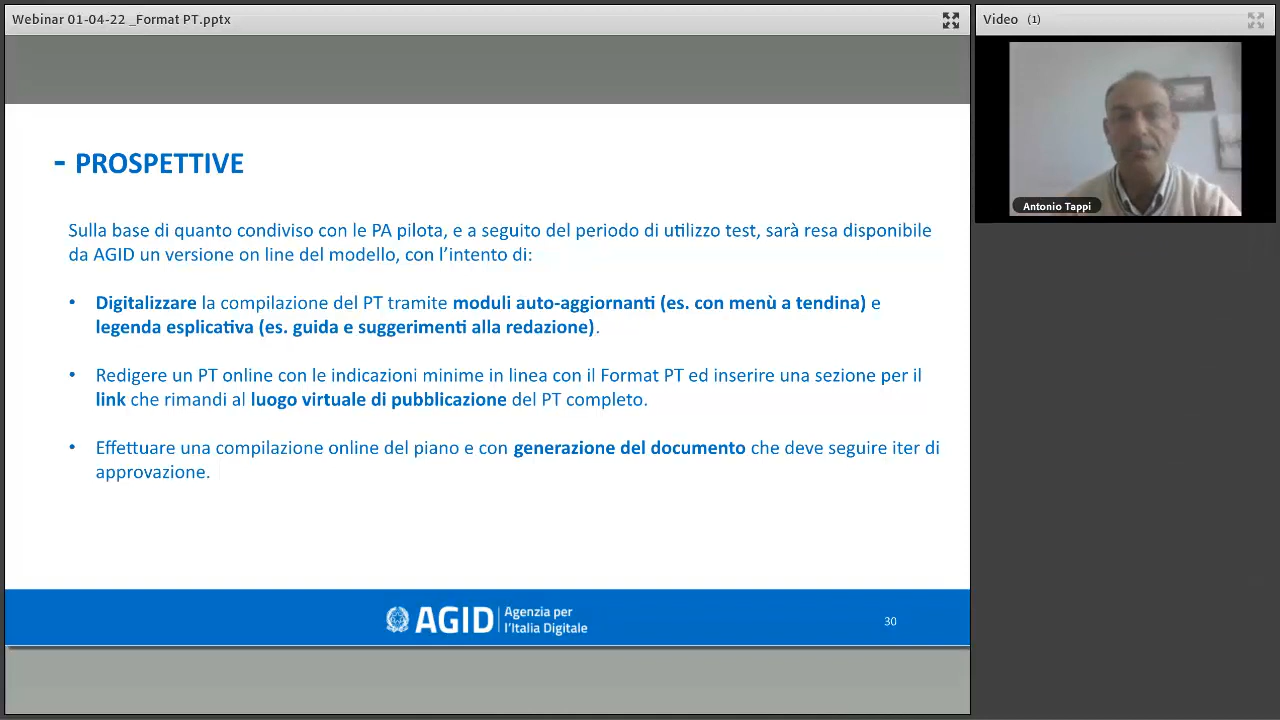 Webinar 01-04-22 _Format PT.pptx
Video (1)
Antonio Tappi
- PROSPETTIVE
Sulla base di quanto condiviso con le PA pilota, e a seguito del periodo di utilizzo test, sarà resa disponibile
da AGID un versione on line del modello, con l'intento di:
• Digitalizzare la compilazione del PT tramite moduli auto-aggiornanti (es. con menù a tendina) e
legenda esplicativa (es. guida e suggerimenti alla redazione).
• Redigere un PT online con le indicazioni minime in linea con il Format PT ed inserire una sezione per il
link che rimandi al luogo virtuale di pubblicazione del PT completo.
• Effettuare una compilazione online del piano e con generazione del documento che deve seguire iter di
approvazione.
AGID
Agenzia per
l'Italia Digitale
30